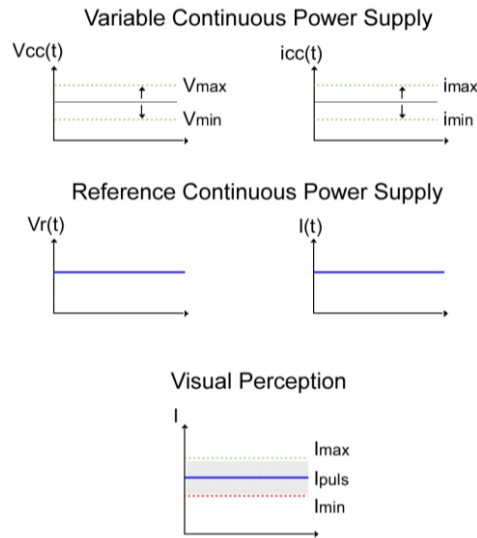 Variable Continuous Power Supply
Vcc(t) icc(t)
Vmax imax
Vmin imin
Reference Continuous Power Supply
Vr(t) I(t)
Visual Perception
I
Imax
Ipuls
Imin